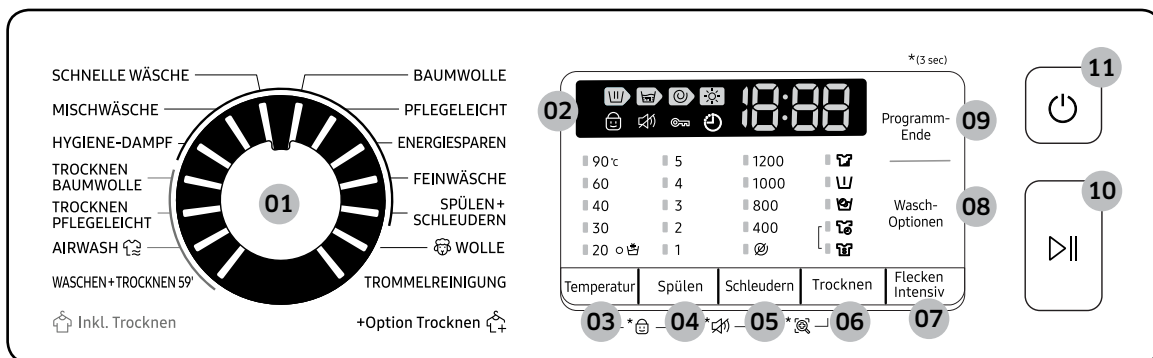 SCHNELLE WÄSCHE
MISCHWÄSCHE
HYGIENE-DAMPF
TROCKNEN
BAUMWOLLE
TROCKNEN
PFLEGELEICHT
AIRWASH
WASCHEN+TROCKNEN 59'
Inkl. Trocknen
01
BAUMWOLLE
PFLEGELEICHT
ENERGIESPAREN
FEINWÄSCHE
SPÜLEN+
SCHLEUDERN
WOLLE
TROMMELREINIGUNG
+Option Trocknen
*(3 sec)
02
18:88
90℃ 5 1200
60 4 1000
40 3 800
30 2 400
20 1
Temperatur Spülen Schleudern Trocknen Flecken
Intensiv
03 * 04 * 05 * 06 07
Programm-
Ende
09
Wasch-
Optionen
08
11
10